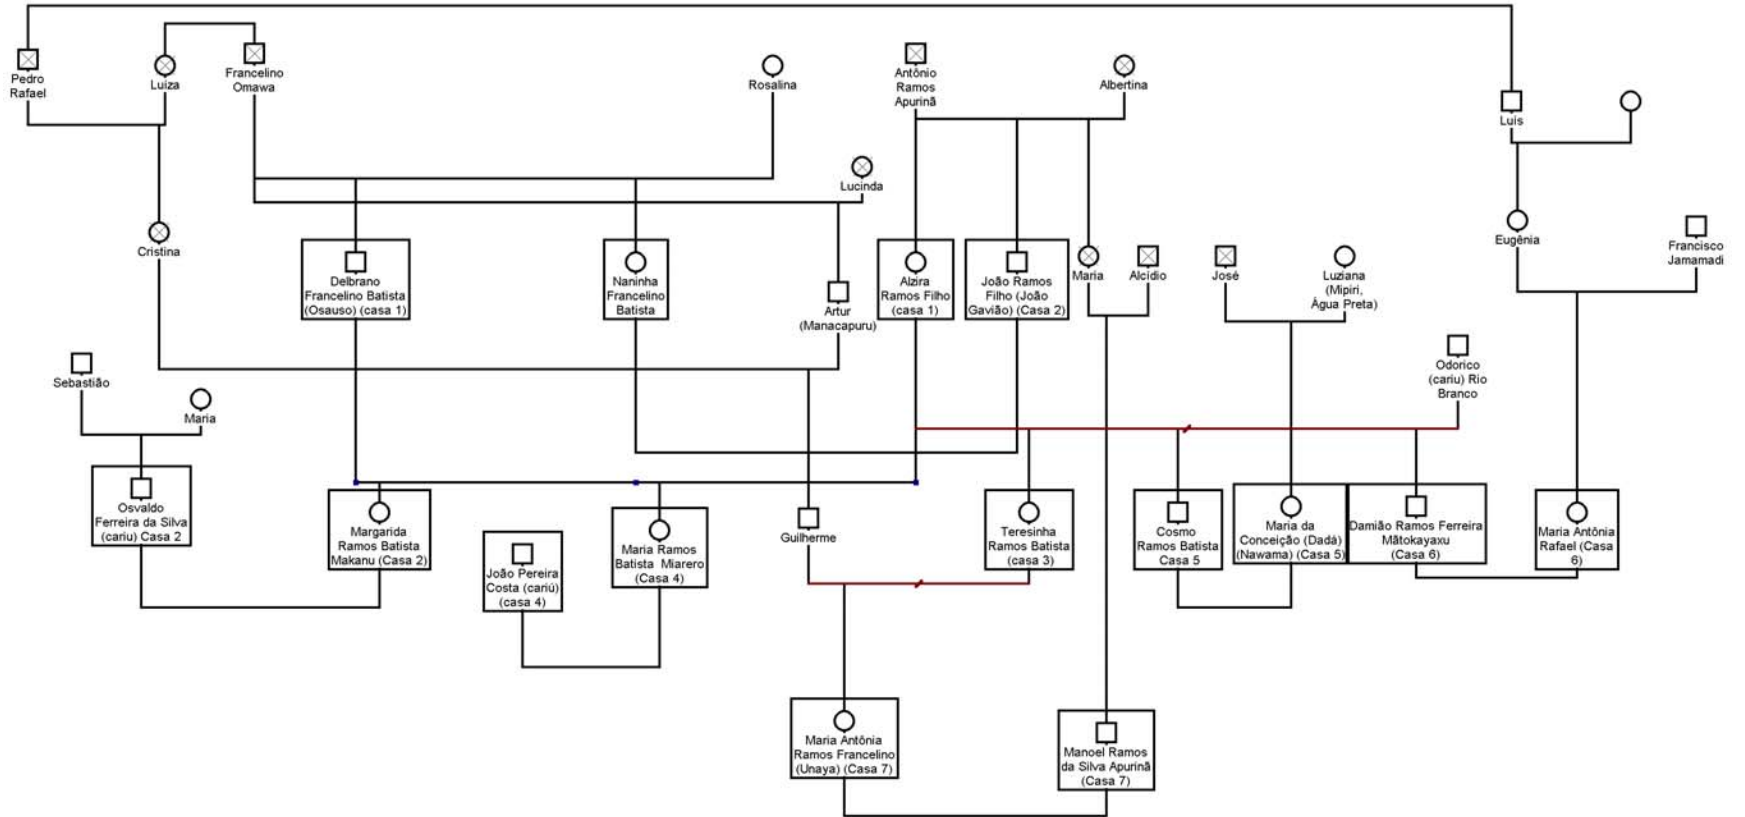 Pedro
Rafael
Luiza
Francelino
Omawa
Rosalina
Antônio
Ramos
Apurinã
Albertina
Luis
Lucinda
Cristina
Delbrano
Francelino Batista
(Osauso) (casa 1)
Naninha
Francelino
Batista
Artur
(Manacapuru)
Alzira
Ramos Filho
(casa 1)
João Ramos
Filho (João
Gavião) (Casa 2)
Maria
Alcídio
José
Luziana
(Mipiri,
Água Preta)
Eugênia
Francisco
Jamamadi
Sebastião
Maria
Odorico
(cariu) Rio
Branco
Osvaldo
Ferreira da Silva
(cariu) Casa 2
Margarida
Ramos Batista
Makanu (Casa 2)
João Pereira
Costa (cariú)
(casa 4)
Maria Ramos
Batista Miarero
(Casa 4)
Guilherme
Teresinha
Ramos Batista
(casa 3)
Cosmo
Ramos Batista
Casa 5
Maria da
Conceição (Dadá)
(Nawama) (Casa 5)
Damião Ramos Ferreira
Mãtokayaxu
(Casa 6)
Maria Antônia
Rafael (Casa
6)
Maria Antônia
Ramos Francelino
(Unaya) (Casa 7)
Manoel Ramos
da Silva Apurinã
(Casa 7)